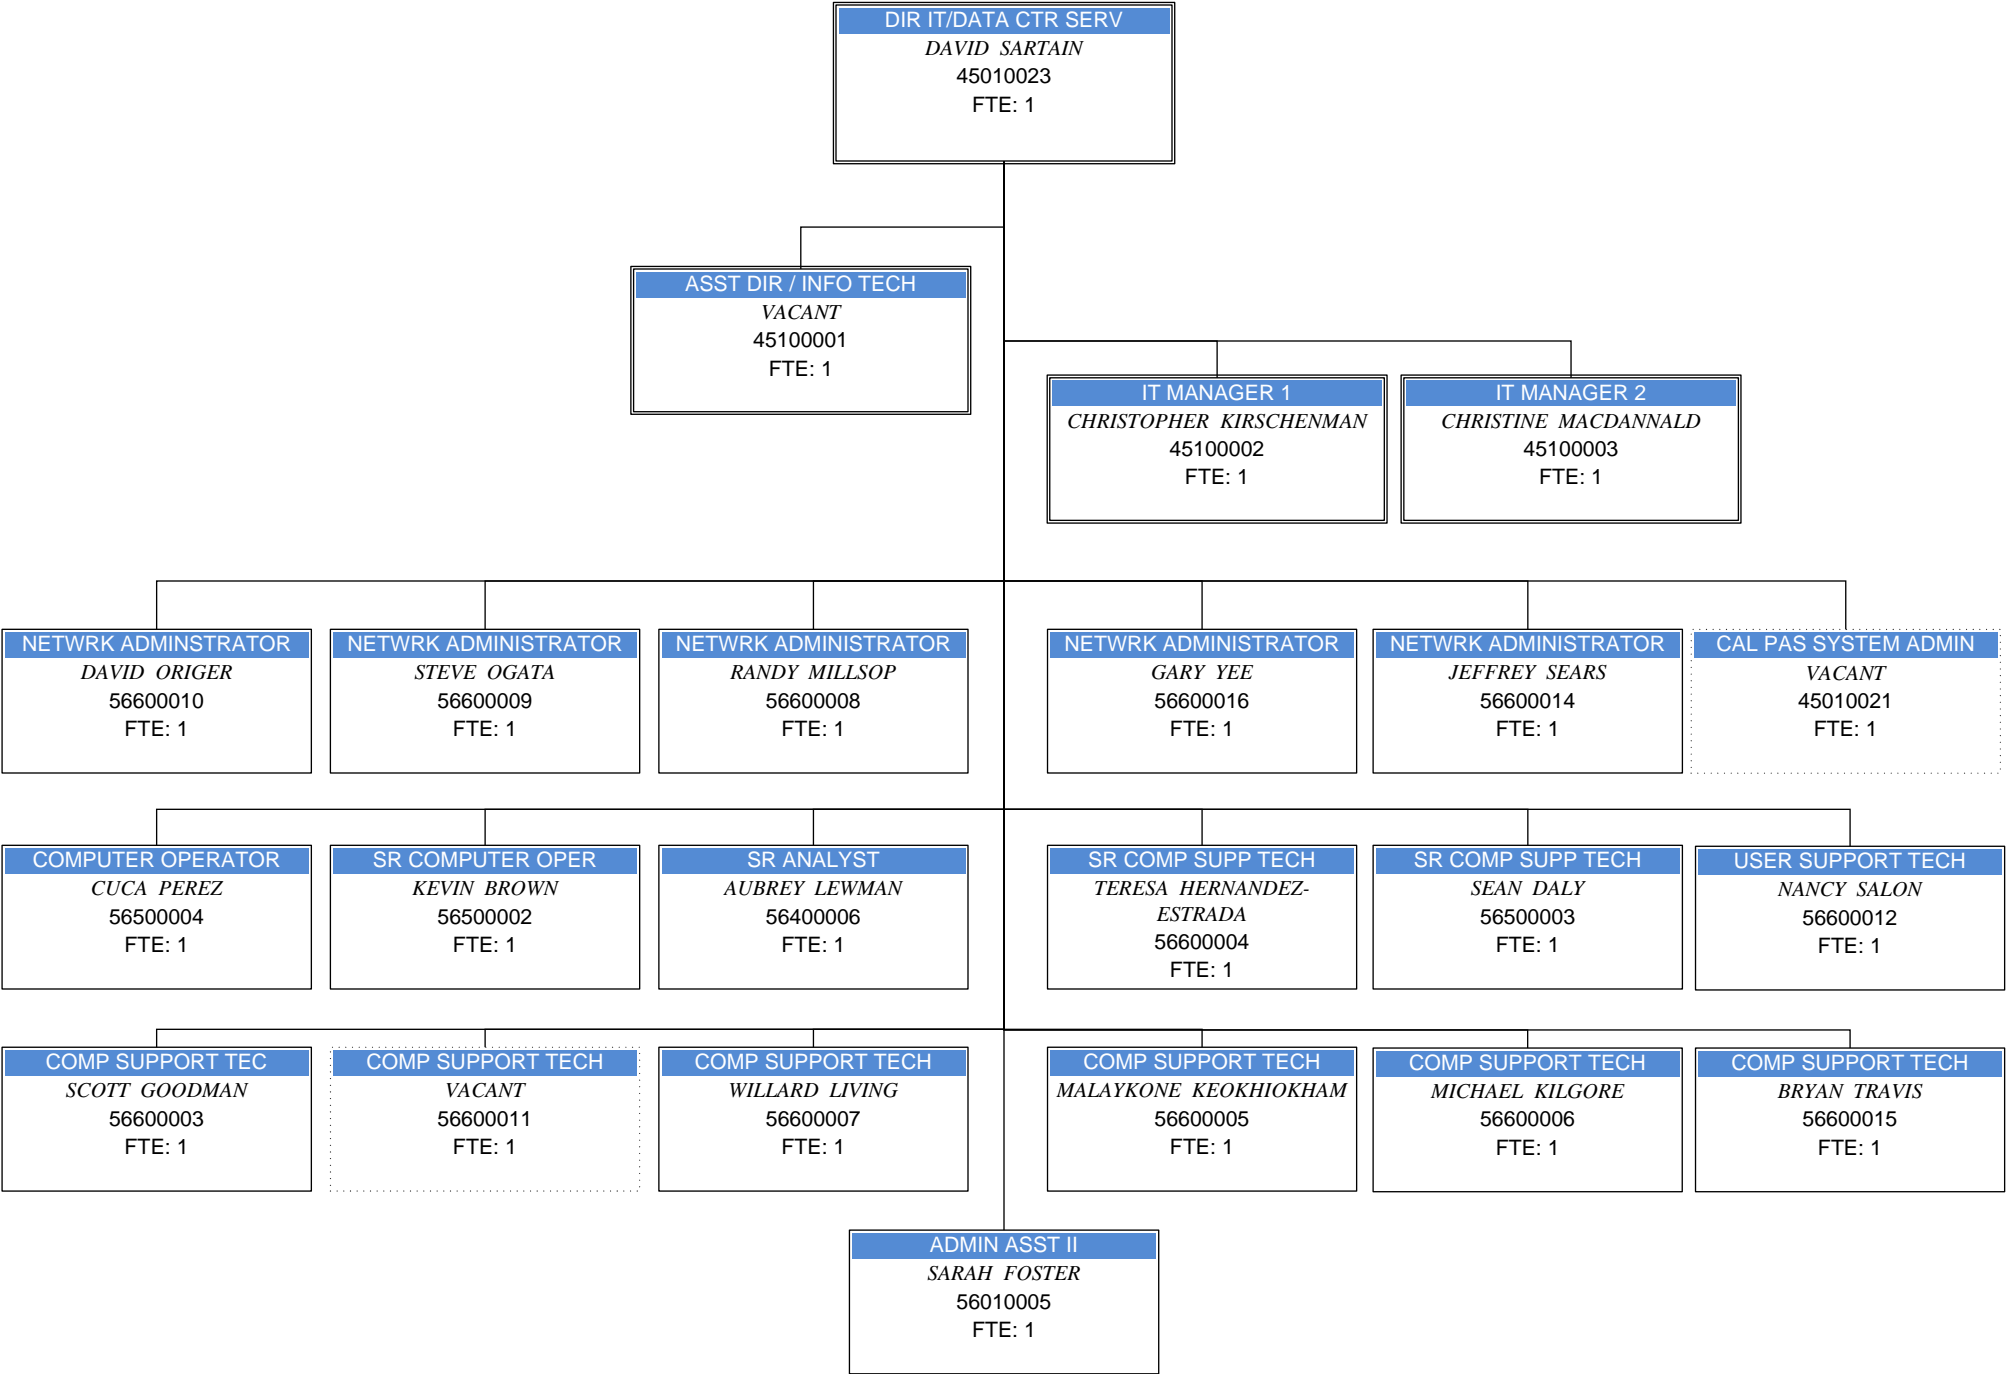 DIR IT/DATA CTR SERV
DAVID SARTAIN
45010023
FTE: 1
ASST DIR / INFO TECH
VACANT
45100001
FTE: 1
IT MANAGER 1
CHRISTOPHER KIRSCHENMAN
45100002
FTE: 1
IT MANAGER 2
CHRISTINE MACDANNALD
45100003
FTE: 1
NETWRK ADMINSTRATOR
DAVID ORIGER
56600010
FTE: 1
NETWRK ADMINISTRATOR
STEVE OGATA
56600009
FTE: 1
NETWRK ADMINISTRATOR
RANDY MILLSOP
56600008
FTE: 1
NETWRK ADMINISTRATOR
GARY YEE
56600016
FTE: 1
NETWRK ADMINISTRATOR
JEFFREY SEARS
56600014
FTE: 1
CAL PAS SYSTEM ADMIN
VACANT
45010021
FTE: 1
COMPUTER OPERATOR
CUCA PEREZ
56500004
FTE: 1
SR COMPUTER OPER
KEVIN BROWN
56500002
FTE: 1
SR ANALYST
AUBREY LEWMAN
56400006
FTE: 1
SR COMP SUPP TECH
TERESA HERNANDEZ-
ESTRADA
56600004
FTE: 1
SR COMP SUPP TECH
SEAN DALY
56500003
FTE: 1
USER SUPPORT TECH
NANCY SALON
56600012
FTE: 1
COMP SUPPORT TEC
SCOTT GOODMAN
56600003
FTE: 1
COMP SUPPORT TECH
VACANT
56600011
FTE: 1
COMP SUPPORT TECH
WILLARD LIVING
56600007
FTE: 1
COMP SUPPORT TECH
MALAYKONE KEOKHIOKHAM
56600005
FTE: 1
COMP SUPPORT TECH
MICHAEL KILGORE
56600006
FTE: 1
COMP SUPPORT TECH
BRYAN TRAVIS
56600015
FTE: 1
ADMIN ASST II
SARAH FOSTER
56010005
FTE: 1